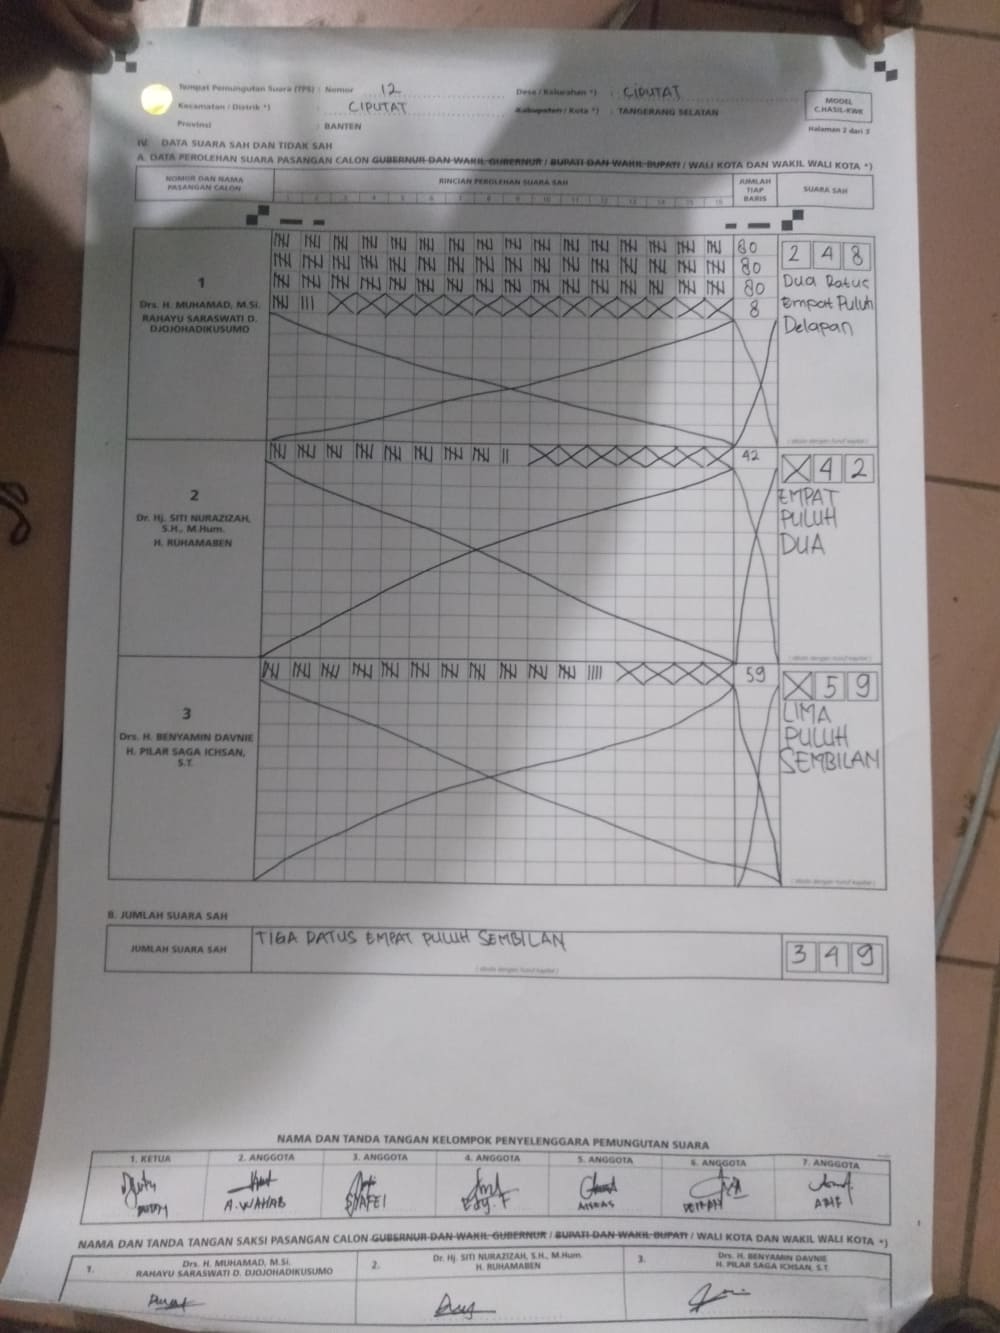 Tempat Pemungutan Suara (TPS) : Nomor : 12 Desa / Kelurahan *) : CIPUTAT
Kecamatan / Distrik *) : CIPUTAT Kabupaten / Kota *) : TANGERANG SELATAN
Provinsi : BANTEN
MODEL
C.HASIL-KWK
Halaman 2 dari 3
IV. DATA SUARA SAH DAN TIDAK SAH
A. DATA PEROLEHAN SUARA PASANGAN CALON GUBERNUR DAN WAKIL GUBERNUR / BUPATI DAN WAKIL BUPATI / WALI KOTA DAN WAKIL WALI KOTA *)
NOMOR DAN NAMA PASANGAN CALON
RINCIAN PEROLEHAN SUARA SAH
JUMLAH TIAP BARIS
SUARA SAH
1
Drs. H. MUHAMAD, M.Si.
RAHAYU SARASWATI D.
DJOJOHADIKUSUMO
80
80
80
8
2 4 8
Dua Ratus
Empat Puluh
Delapan
2
Dr. Hj. SITI NURAZIZAH,
S.H., M.Hum.
H. RUHAMABEN
42
X 4 2
EMPAT
PULUH
DUA
3
Drs. H. BENYAMIN DAVNIE
H. PILAR SAGA ICHSAN,
S.T.
59
X 5 9
LIMA
PULUH
SEMBILAN
B. JUMLAH SUARA SAH
JUMLAH SUARA SAH
TIGA RATUS EMPAT PULUH SEMBILAN
3 4 9
NAMA DAN TANDA TANGAN KELOMPOK PENYELENGGARA PEMUNGUTAN SUARA
1. KETUA 2. ANGGOTA 3. ANGGOTA 4. ANGGOTA 5. ANGGOTA 6. ANGGOTA 7. ANGGOTA
A. WAHAB SYAFEI
NAMA DAN TANDA TANGAN SAKSI PASANGAN CALON GUBERNUR DAN WAKIL GUBERNUR / BUPATI DAN WAKIL BUPATI / WALI KOTA DAN WAKIL WALI KOTA *)
1. Drs. H. MUHAMAD, M.Si.
RAHAYU SARASWATI D. DJOJOHADIKUSUMO
2. Dr. Hj. SITI NURAZIZAH, S.H., M.Hum.
H. RUHAMABEN
3. Drs. H. BENYAMIN DAVNIE
H. PILAR SAGA ICHSAN, S.T.